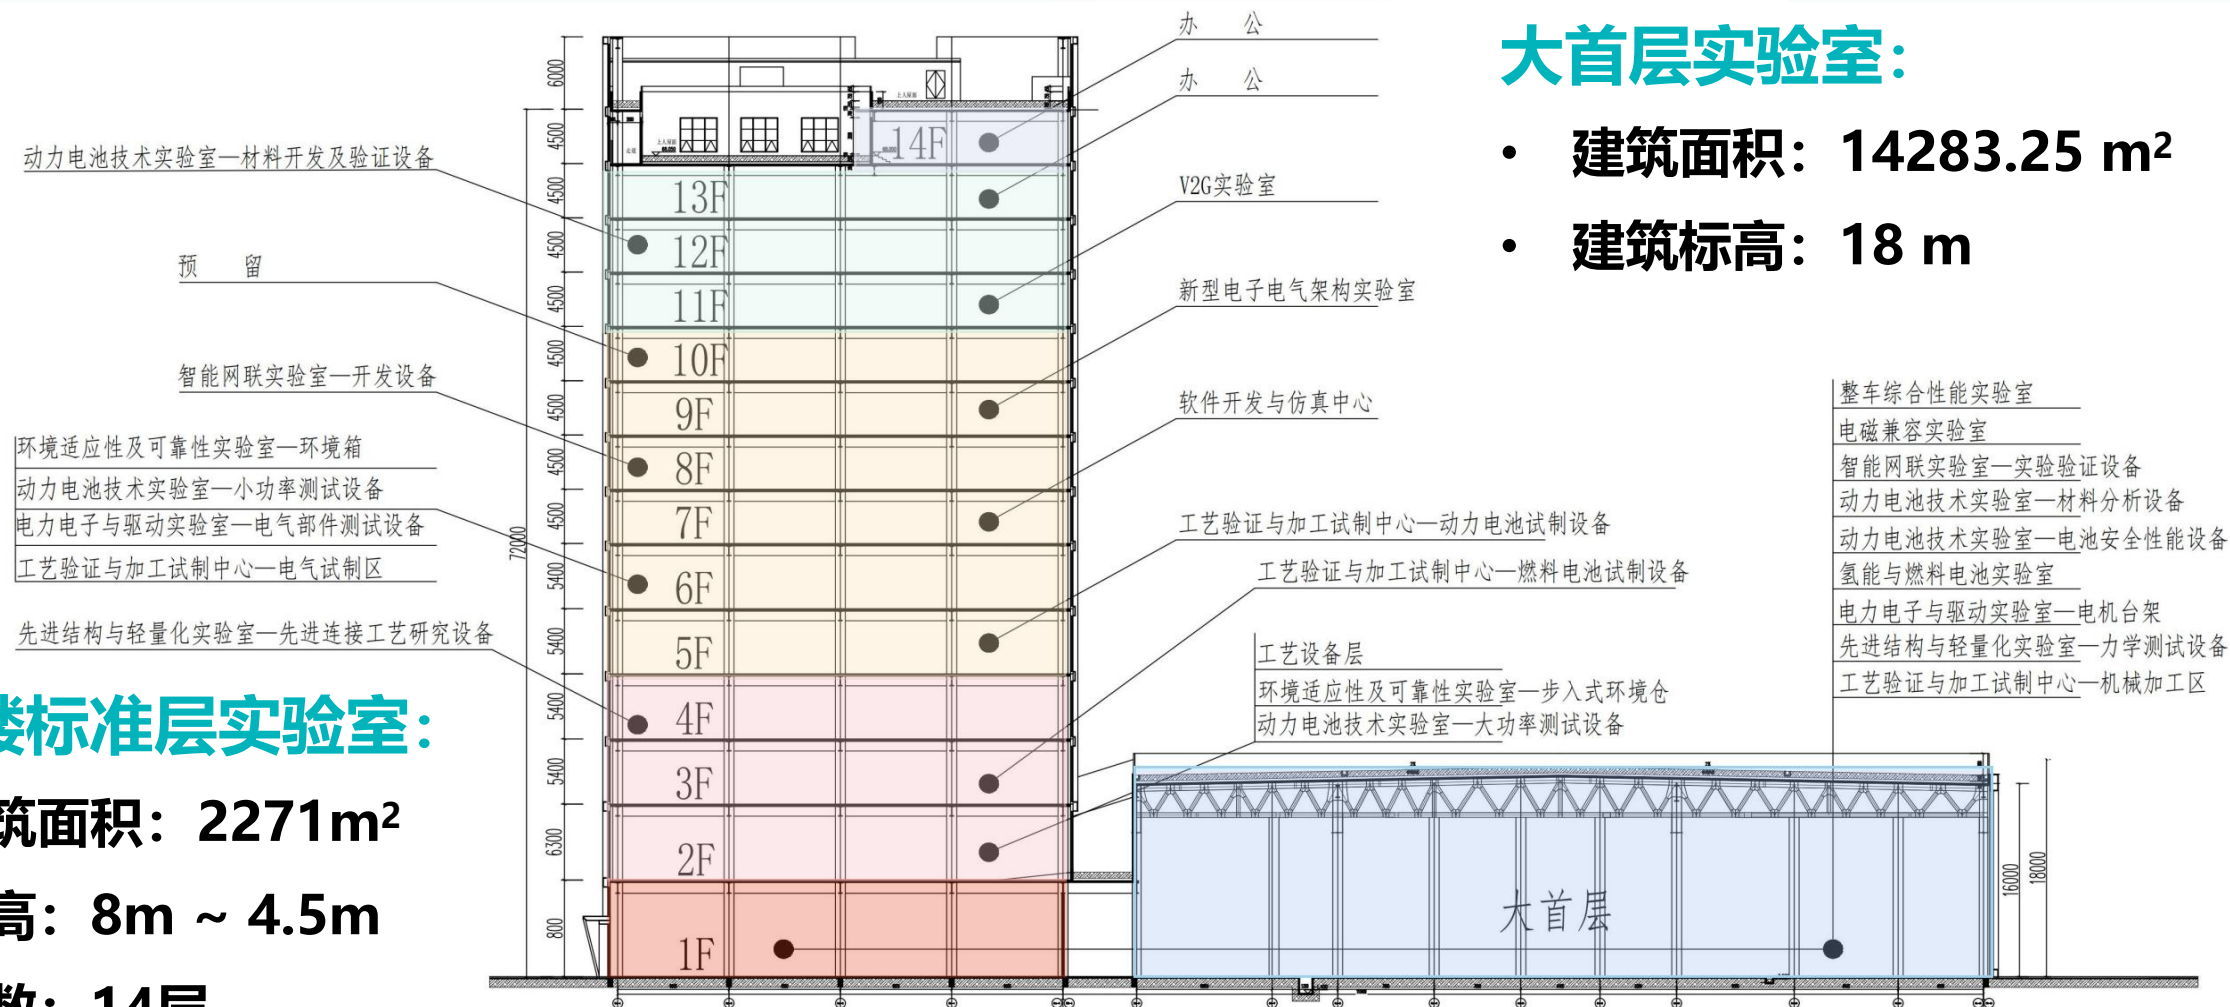 办 公
办 公
大首层实验室：
• 建筑面积：14283.25 m²
• 建筑标高：18 m
动力电池技术实验室—材料开发及验证设备
V2G实验室
预 留
新型电子电气架构实验室
智能网联实验室—开发设备
软件开发与仿真中心
环境适应性及可靠性实验室—环境箱
动力电池技术实验室—小功率测试设备
电力电子与驱动实验室—电气部件测试设备
工艺验证与加工试制中心—电气试制区
工艺验证与加工试制中心—动力电池试制设备
工艺验证与加工试制中心—燃料电池试制设备
先进结构与轻量化实验室—先进连接工艺研究设备
工艺设备层
环境适应性及可靠性实验室—步入式环境仓
动力电池技术实验室—大功率测试设备
整车综合性能实验室
电磁兼容实验室
智能网联实验室—实验验证设备
动力电池技术实验室—材料分析设备
动力电池技术实验室—电池安全性能设备
氢能与燃料电池实验室
电力电子与驱动实验室—电机台架
先进结构与轻量化实验室—力学测试设备
工艺验证与加工试制中心—机械加工区
楼标准层实验室：
筑面积：2271m²
高：8m ~ 4.5m
数：14层
14F
13F
12F
11F
10F
9F
8F
7F
6F
5F
4F
3F
2F
1F
大首层
6000
4500
4500
4500
4500
4500
4500
4500
4500
5400
5400
5400
5400
6300
800
72000
16000
18000